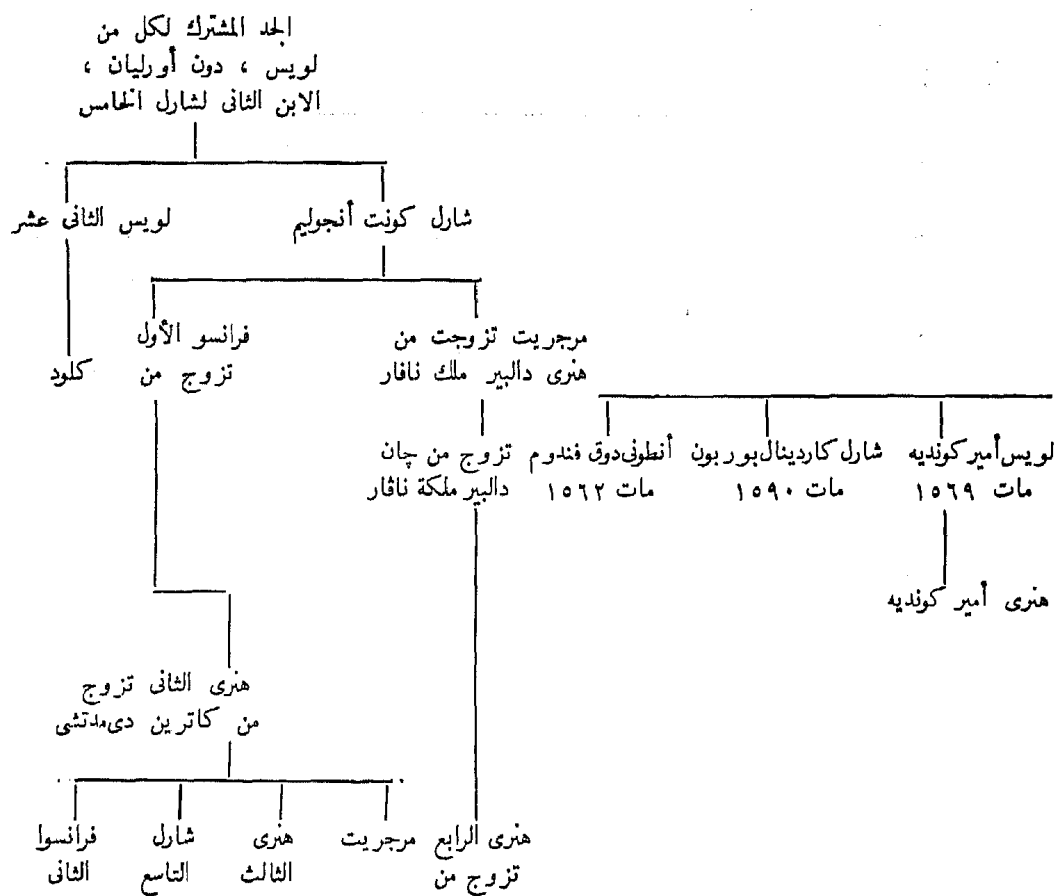 الجد المشترك لكل من
لويس ، دون أورليان ،
الابن الثانى لشارل الخامس
شارل كونت أنجوليم
لويس الثانى عشر
مرجريت تزوجت من
هنرى دالبير ملك نافار
فرانسو الأول
تزوج من
كلود
لويس أمير كونديه
مات ١٥٦٩
شارل كاردينال بوربون
مات ١٥٩٠
أنطونى دوق فندوم
مات ١٥٦٢
تزوج من چان
دالبير ملكة ناڤار
هنرى أمير كونديه
هنرى الثانى تزوج
من كاترين دى مدتشى
هنرى الرابع
تزوج من
مرجريت
هنرى
الثالث
شارل
التاسع
فرانسوا
الثانى